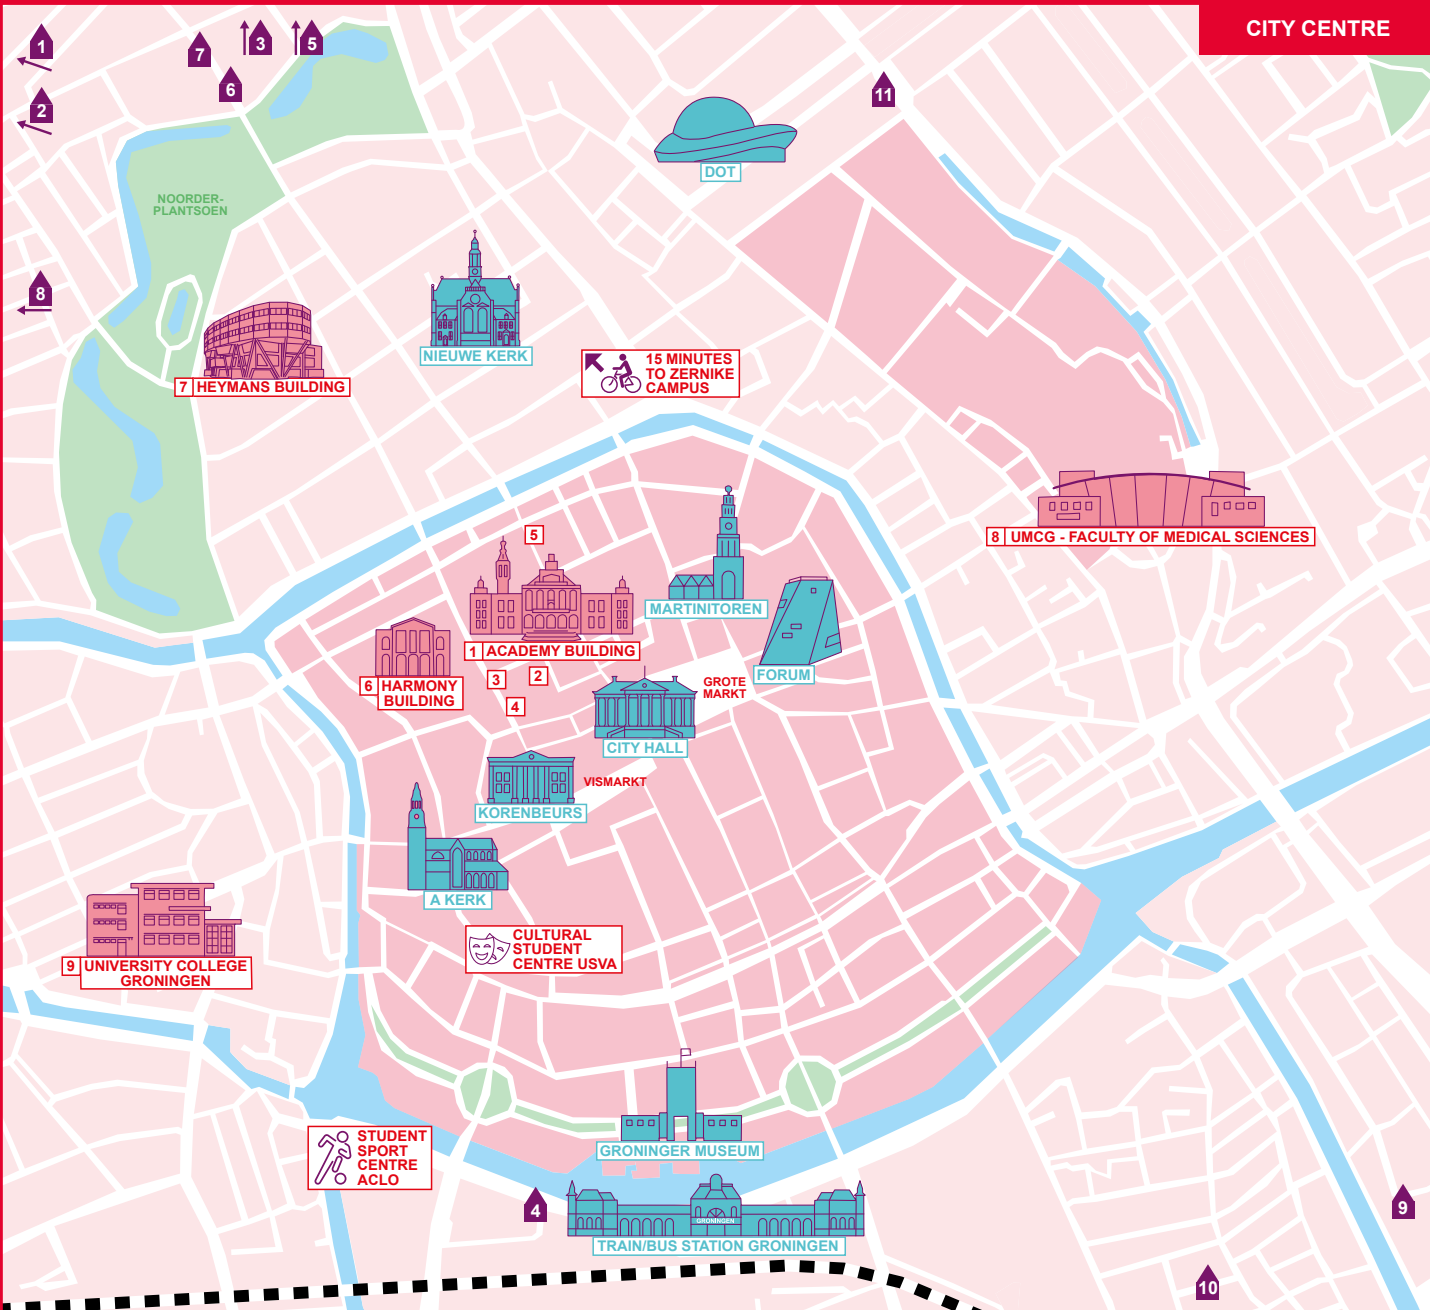 CITY CENTRE
1
2
7
3
5
6
11
DOT
NOORDER-
PLANTSOEN
8
NIEUWE KERK
7 HEYMANS BUILDING
15 MINUTES
TO ZERNIKE
CAMPUS
8 UMCG - FACULTY OF MEDICAL SCIENCES
5
MARTINITOREN
1 ACADEMY BUILDING
FORUM
3
2
6 HARMONY
BUILDING
4
GROTE
MARKT
CITY HALL
VISMARKT
KORENBEURS
A KERK
CULTURAL
STUDENT
CENTRE USVA
9 UNIVERSITY COLLEGE
GRONINGEN
STUDENT
SPORT
CENTRE
ACLO
GRONINGER MUSEUM
4
GRONINGEN
TRAIN/BUS STATION GRONINGEN
9
10